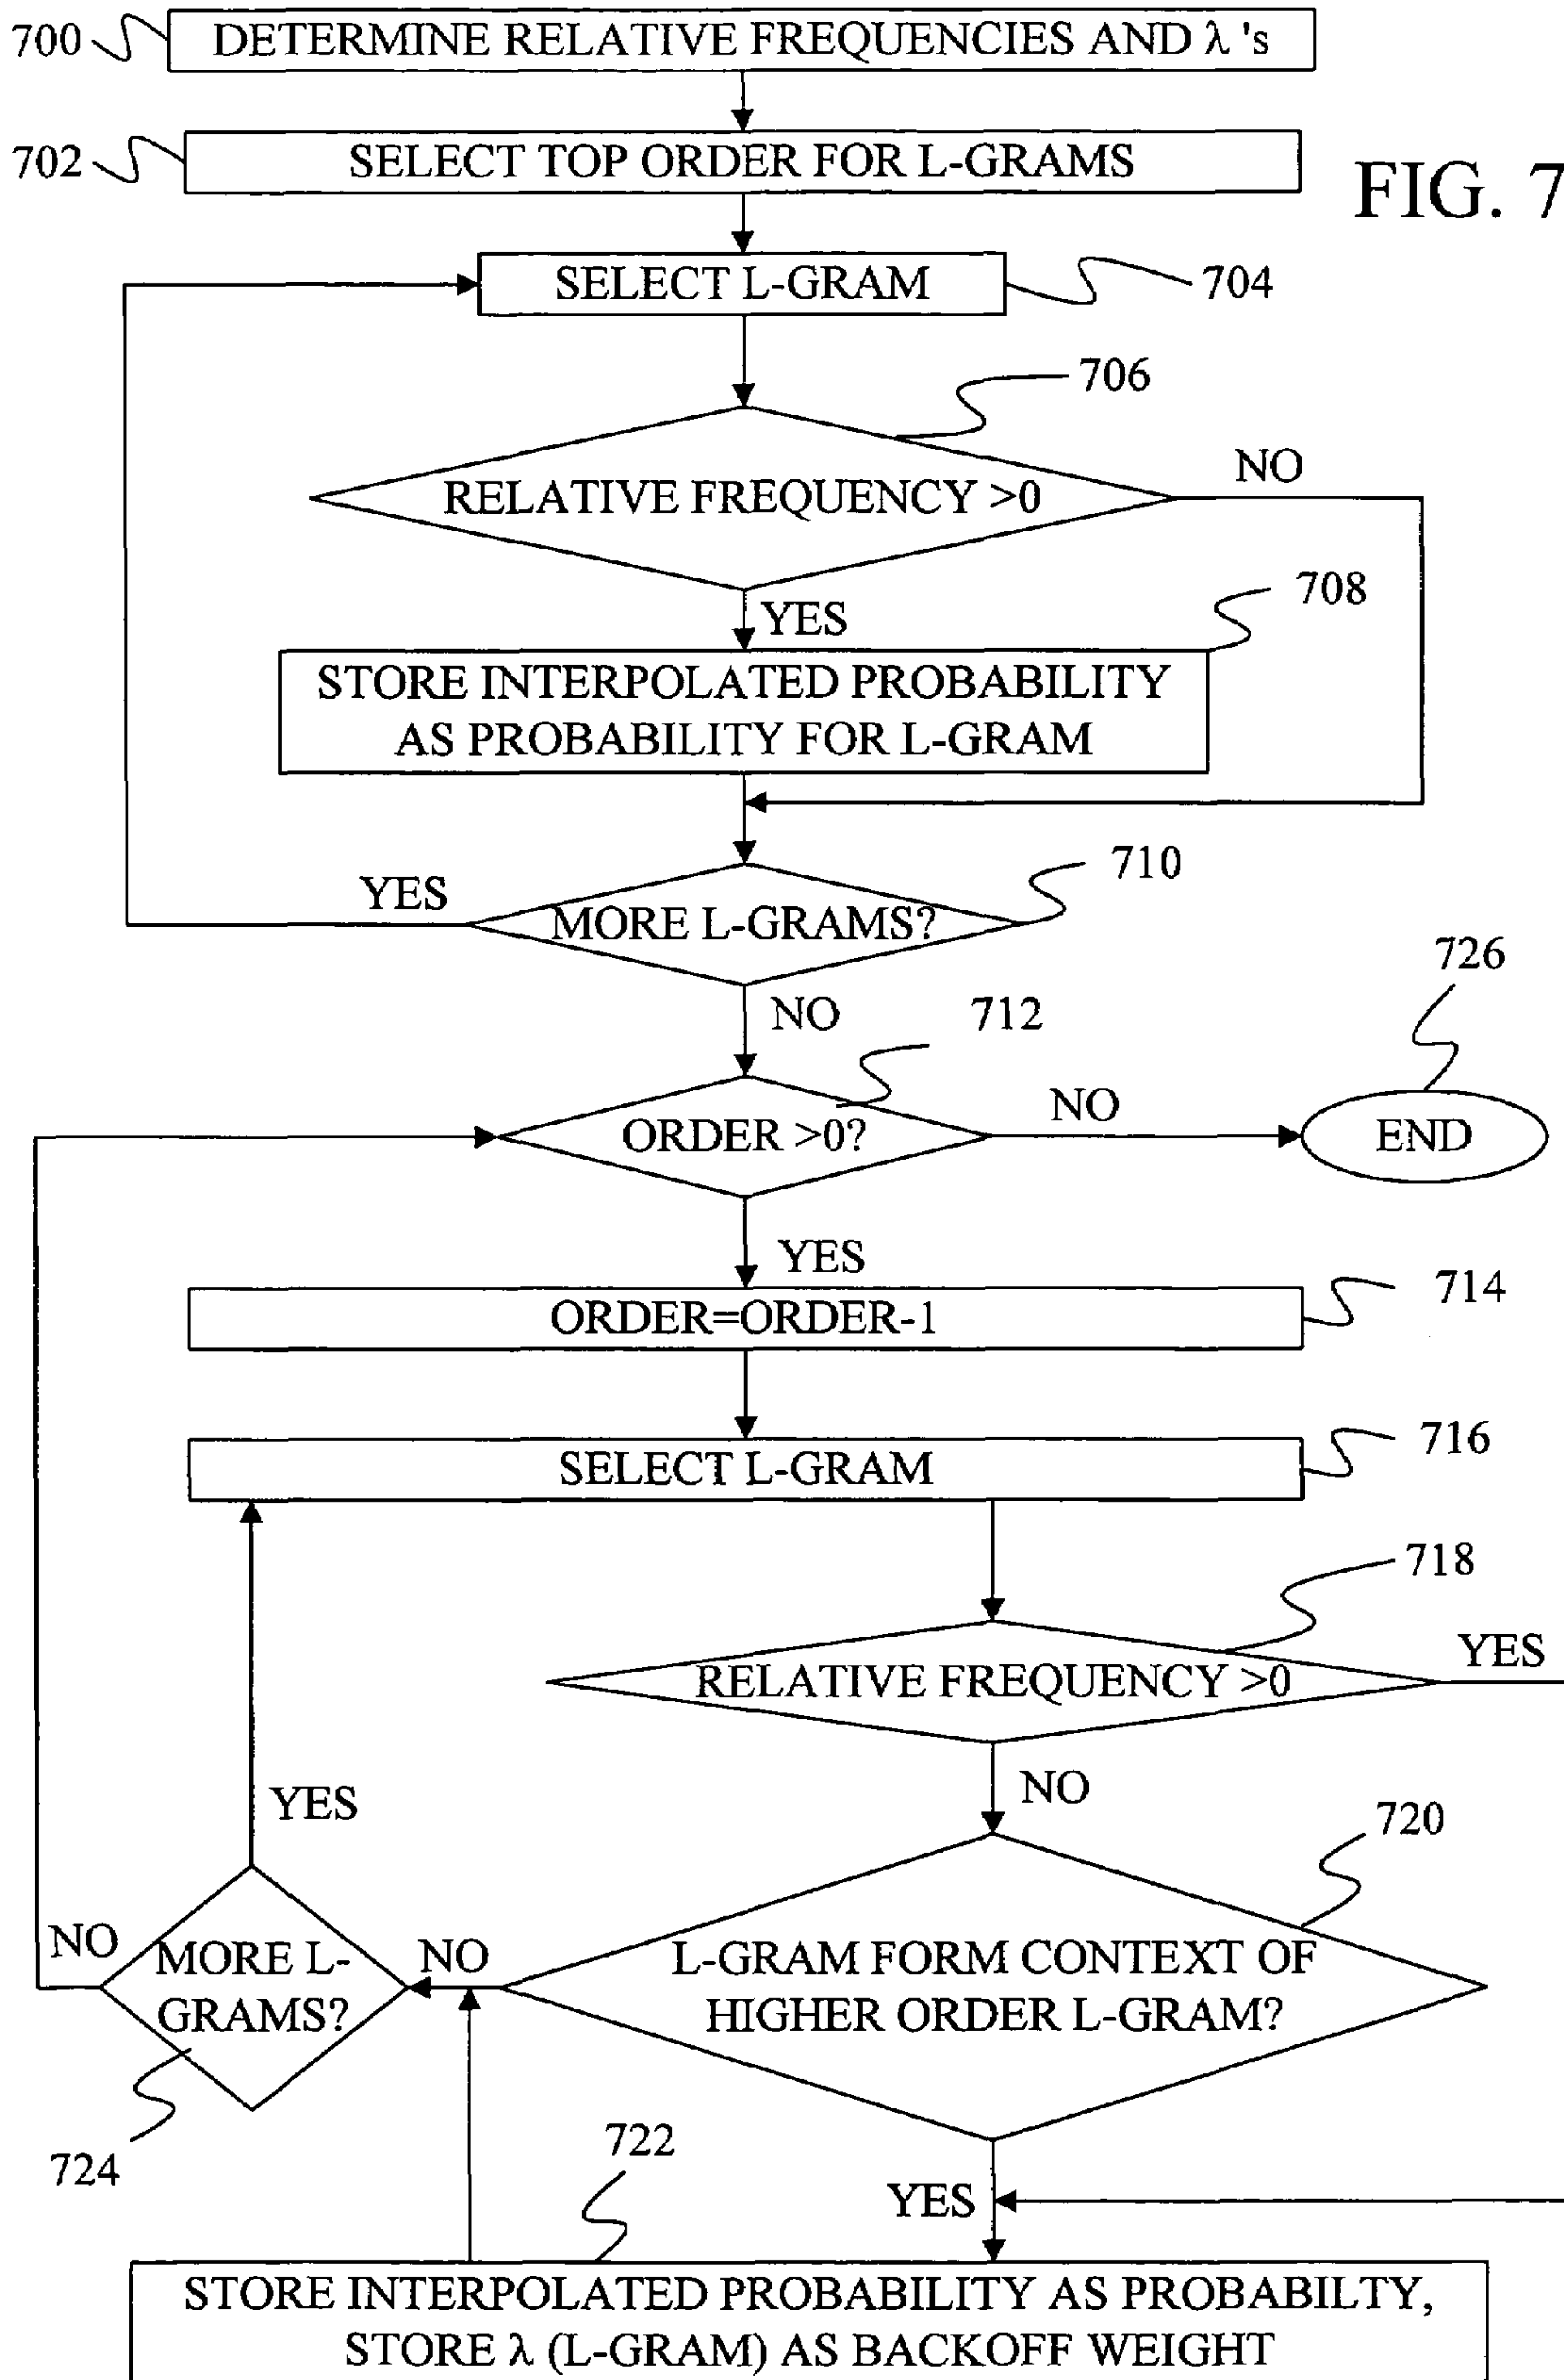 700
DETERMINE RELATIVE FREQUENCIES AND λ 's
702
SELECT TOP ORDER FOR L-GRAMS
FIG. 7
SELECT L-GRAM
704
706
RELATIVE FREQUENCY >0
NO
708
YES
STORE INTERPOLATED PROBABILITY
AS PROBABILITY FOR L-GRAM
710
YES
MORE L-GRAMS?
726
NO
712
ORDER >0?
NO
END
YES
714
ORDER=ORDER-1
716
SELECT L-GRAM
718
RELATIVE FREQUENCY >0
YES
NO
YES
720
NO
MORE L-
GRAMS?
NO
L-GRAM FORM CONTEXT OF
HIGHER ORDER L-GRAM?
724
722
YES
STORE INTERPOLATED PROBABILITY AS PROBABILTY,
STORE λ (L-GRAM) AS BACKOFF WEIGHT